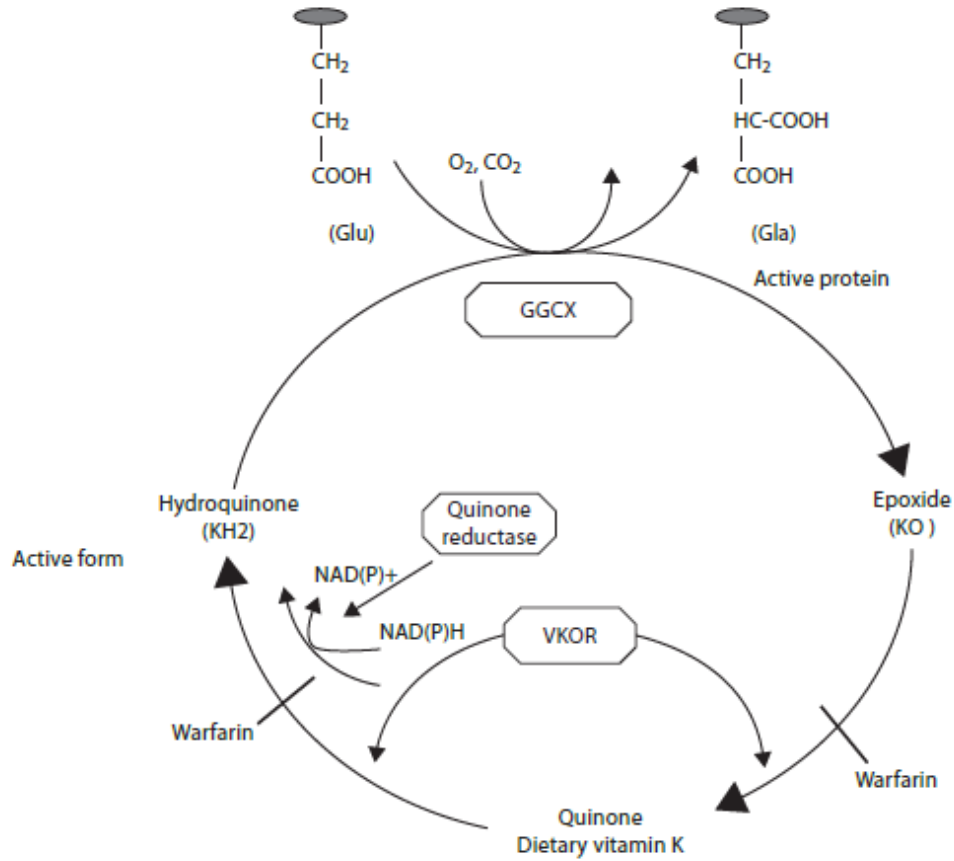 CH₂
CH₂
COOH
(Glu)
O₂, CO₂
CH₂
HC-COOH
COOH
(Gla)
Active protein
GGCX
Hydroquinone
(KH2)
Active form
Quinone
reductase
Epoxide
(KO )
NAD(P)+
NAD(P)H
VKOR
Warfarin
Warfarin
Quinone
Dietary vitamin K